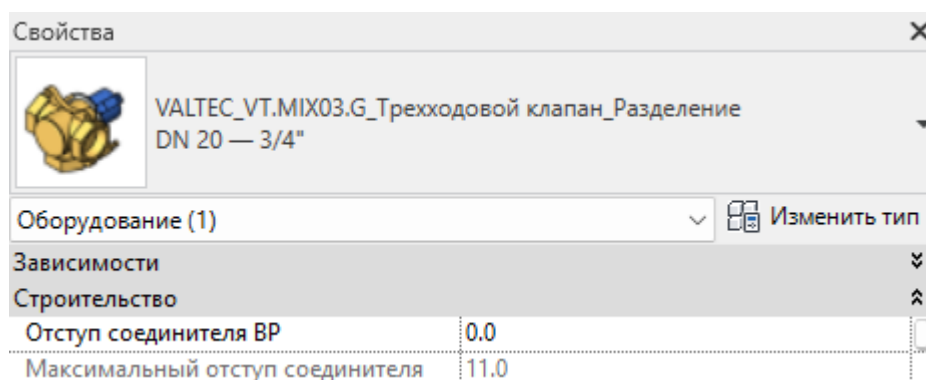 Свойства
VALTEC_VT.MIX03.G_Трехходовой клапан_Разделение
DN 20 — 3/4"
Оборудование (1)
Изменить тип
Зависимости
Строительство
Отступ соединителя ВР 0.0
Максимальный отступ соединителя 11.0